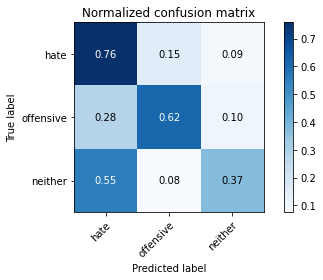 Normalized confusion matrix
True label
hate
0.76 0.15 0.09
offensive
0.28 0.62 0.10
neither
0.55 0.08 0.37
hate
offensive
neither
Predicted label
0.7
0.6
0.5
0.4
0.3
0.2
0.1